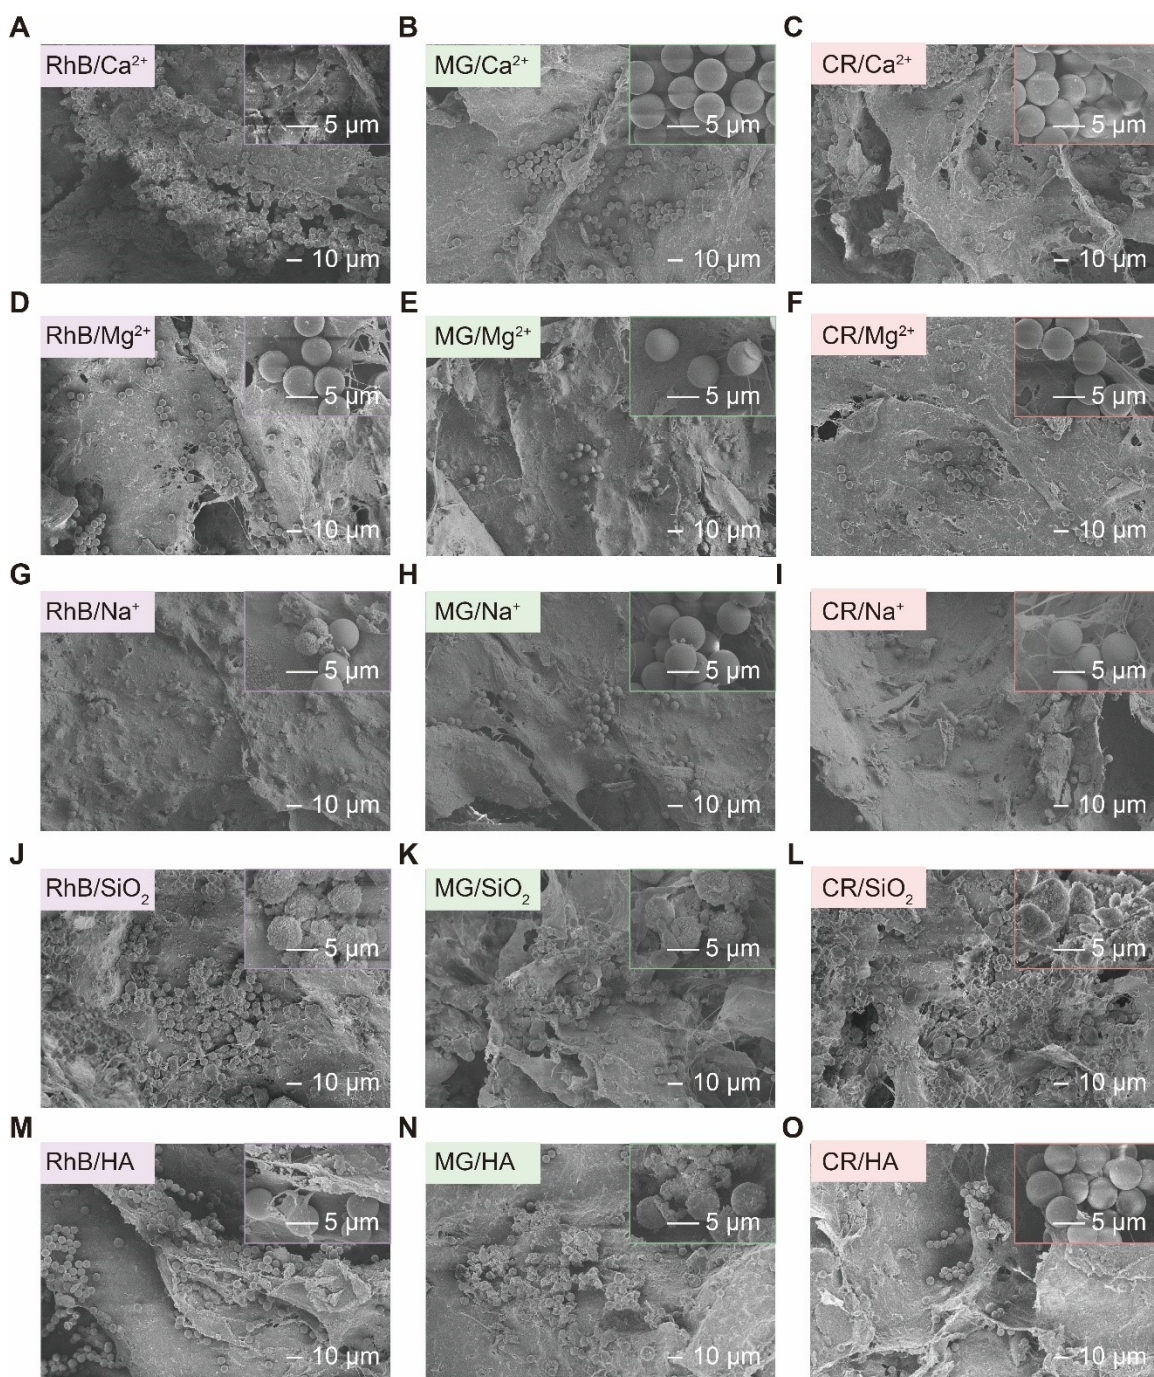 A
RhB/Ca²⁺
5 μm
10 μm
B
MG/Ca²⁺
5 μm
10 μm
C
CR/Ca²⁺
5 μm
10 μm
D
RhB/Mg²⁺
5 μm
10 μm
E
MG/Mg²⁺
5 μm
10 μm
F
CR/Mg²⁺
5 μm
10 μm
G
RhB/Na⁺
5 μm
10 μm
H
MG/Na⁺
5 μm
10 μm
I
CR/Na⁺
5 μm
10 μm
J
RhB/SiO₂
5 μm
10 μm
K
MG/SiO₂
5 μm
10 μm
L
CR/SiO₂
5 μm
10 μm
M
RhB/HA
5 μm
10 μm
N
MG/HA
5 μm
10 μm
O
CR/HA
5 μm
10 μm